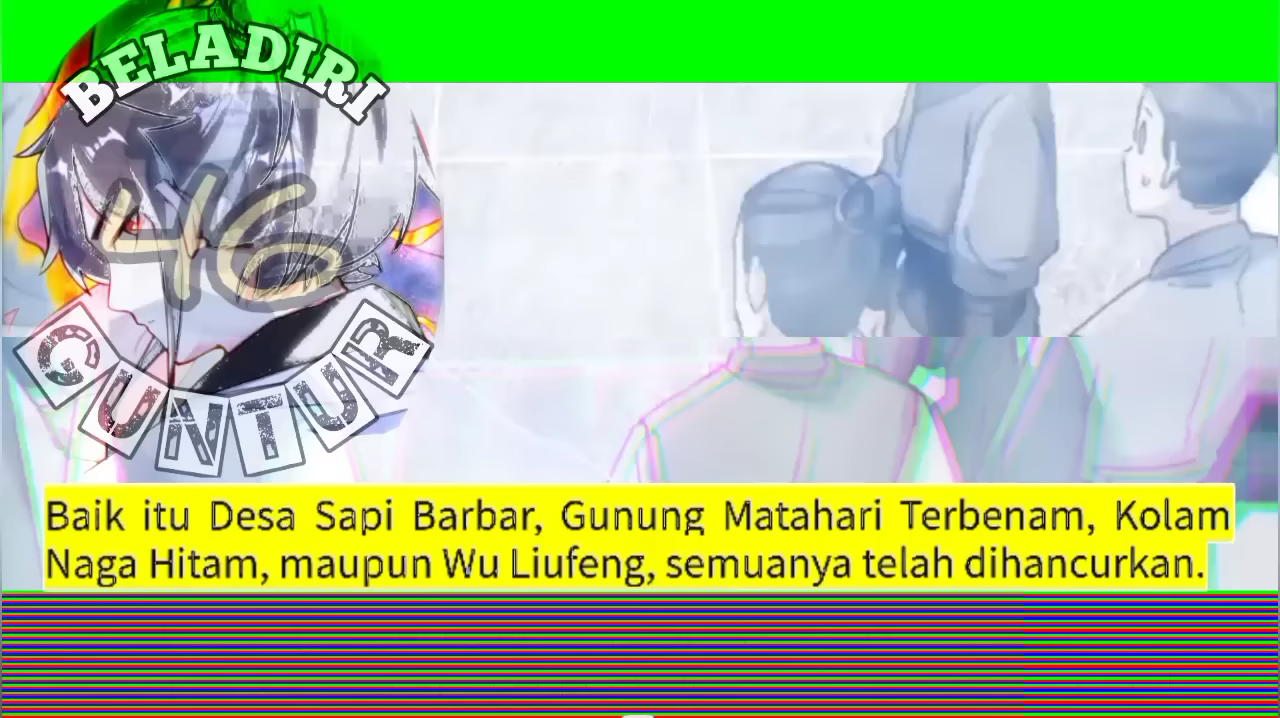 BELADIRI
46
GUNTUR
Baik itu Desa Sapi Barbar, Gunung Matahari Terbenam, Kolam
Naga Hitam, maupun Wu Liufeng, semuanya telah dihancurkan.